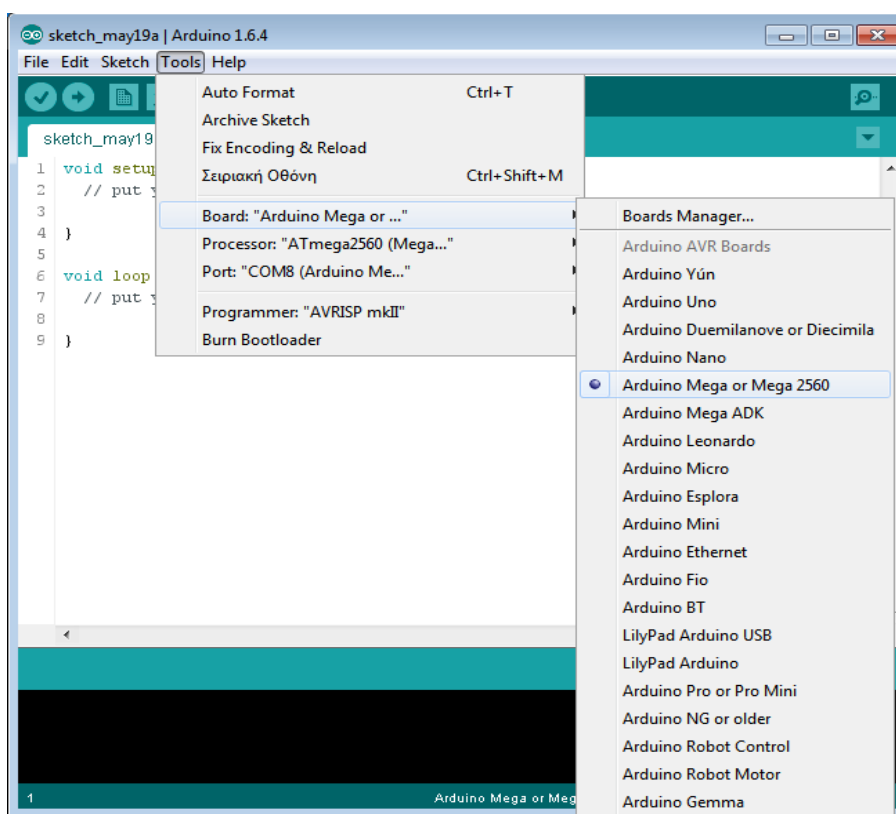 sketch_may19a | Arduino 1.6.4
File Edit Sketch Tools Help
sketch_may19
Auto Format Ctrl+T
Archive Sketch
Fix Encoding & Reload
Σειριακή Οθόνη Ctrl+Shift+M
Board: "Arduino Mega or ..."
Processor: "ATmega2560 (Mega..."
Port: "COM8 (Arduino Me..."
Programmer: "AVRISP mkII"
Burn Bootloader
1 void setup
2 // put y
3
4 }
5
6 void loop
7 // put y
8
9 }
Boards Manager...
Arduino AVR Boards
Arduino Yún
Arduino Uno
Arduino Duemilanove or Diecimila
Arduino Nano
Arduino Mega or Mega 2560
Arduino Mega ADK
Arduino Leonardo
Arduino Micro
Arduino Esplora
Arduino Mini
Arduino Ethernet
Arduino Fio
Arduino BT
LilyPad Arduino USB
LilyPad Arduino
Arduino Pro or Pro Mini
Arduino NG or older
Arduino Robot Control
Arduino Robot Motor
Arduino Gemma
1 Arduino Mega or Meg